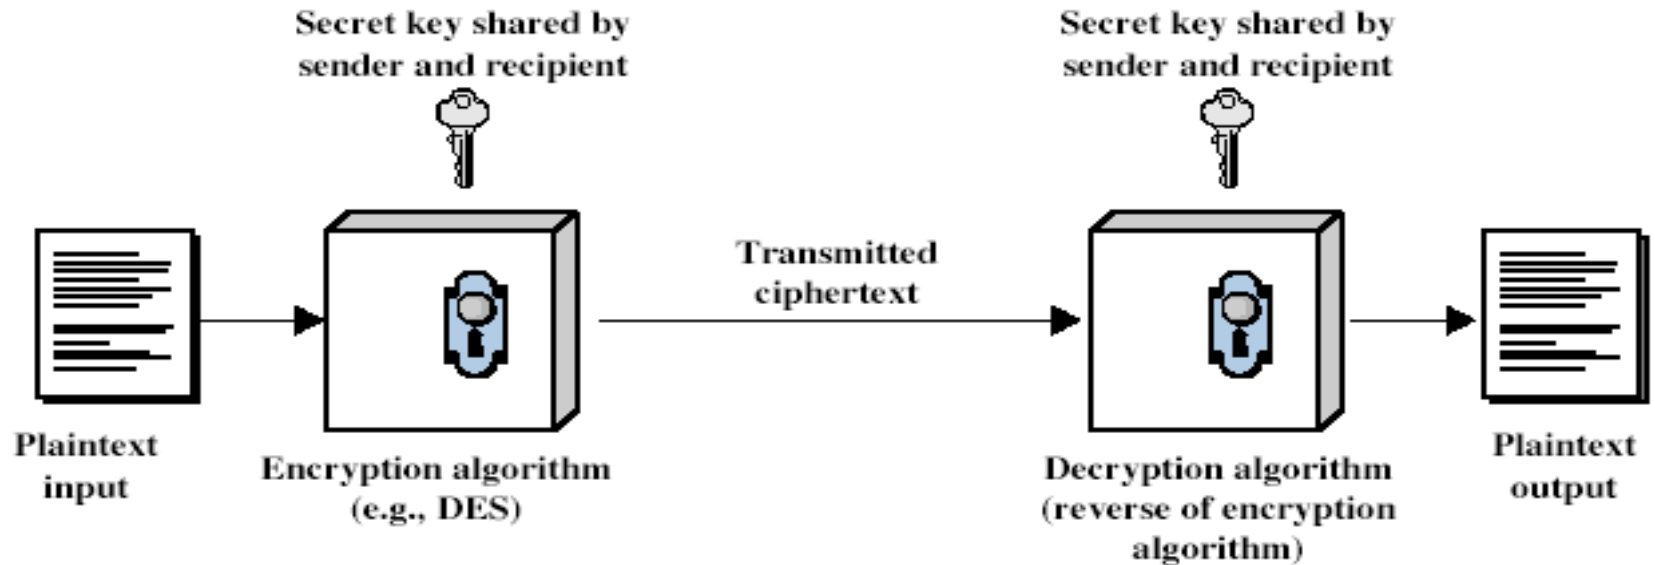 Secret key shared by
sender and recipient
Secret key shared by
sender and recipient
Transmitted
ciphertext
Plaintext
input
Encryption algorithm
(e.g., DES)
Decryption algorithm
(reverse of encryption
algorithm)
Plaintext
output